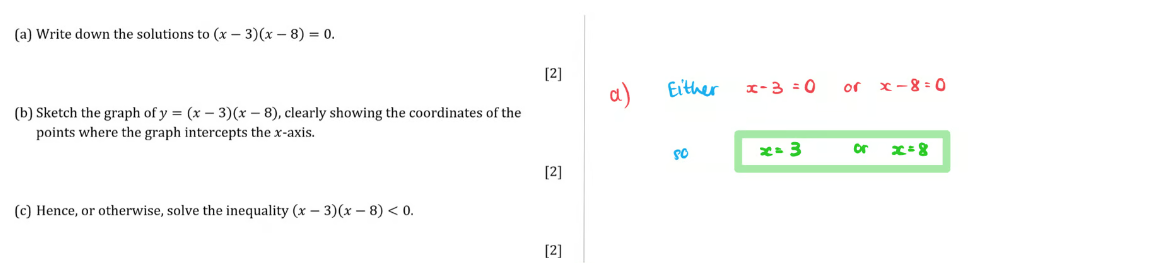 (a) Write down the solutions to (x − 3)(x − 8) = 0.
[2]
(b) Sketch the graph of y = (x − 3)(x − 8), clearly showing the coordinates of the
points where the graph intercepts the x-axis.
[2]
(c) Hence, or otherwise, solve the inequality (x − 3)(x − 8) < 0.
[2]
a) Either x-3 = 0 or x-8=0
so x=3 or x=8